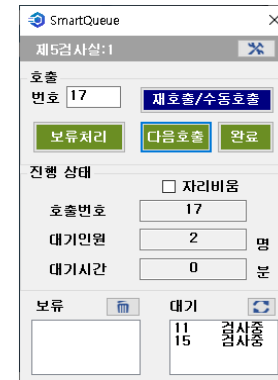 SmartQueue
제5검사실:1
호출
번호 17 재호출/수동호출
보류처리 다음호출 완료
진행 상태
자리비움
호출번호 17
대기인원 2 명
대기시간 0 분
보류 대기
11 검사중
15 검사중